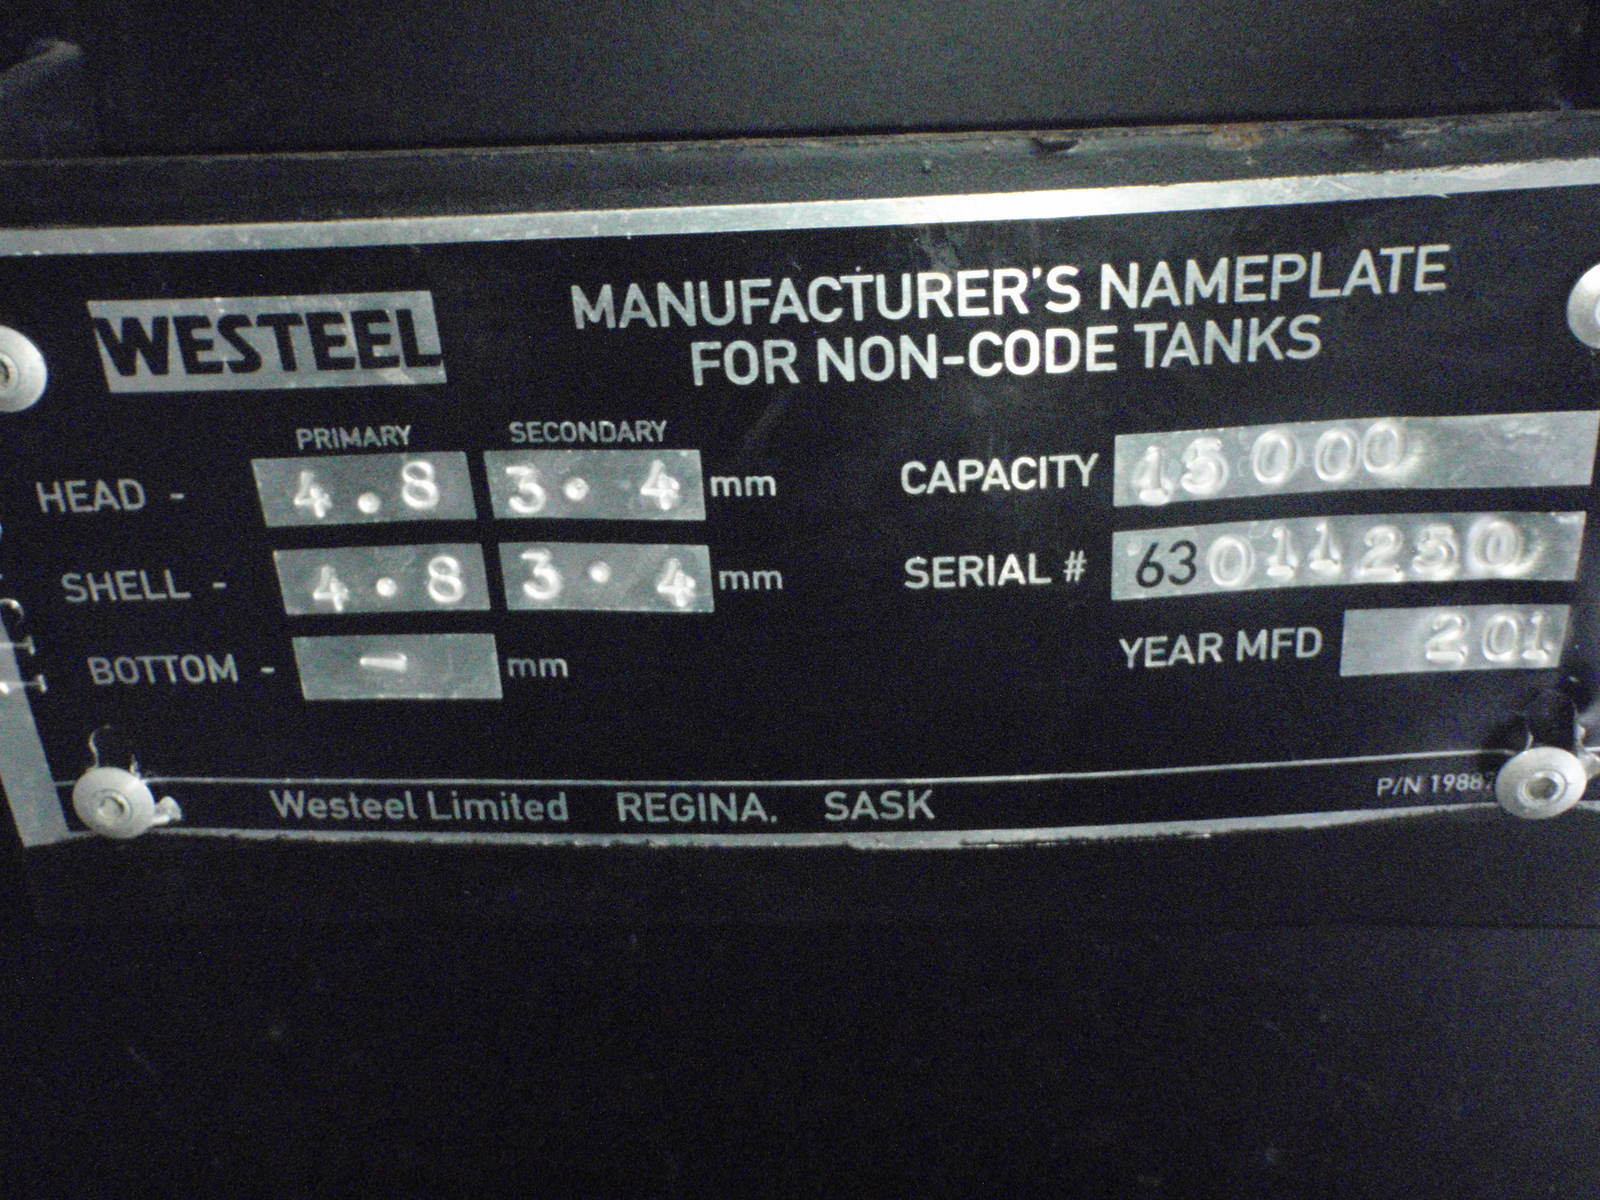 WESTEEL
MANUFACTURER'S NAMEPLATE
FOR NON-CODE TANKS
PRIMARY SECONDARY
HEAD - 4.8 3.4 mm
SHELL - 4.8 3.4 mm
BOTTOM - - mm
CAPACITY 15000
SERIAL # 63011250
YEAR MFD 201
Westeel Limited REGINA. SASK
P/N 1988